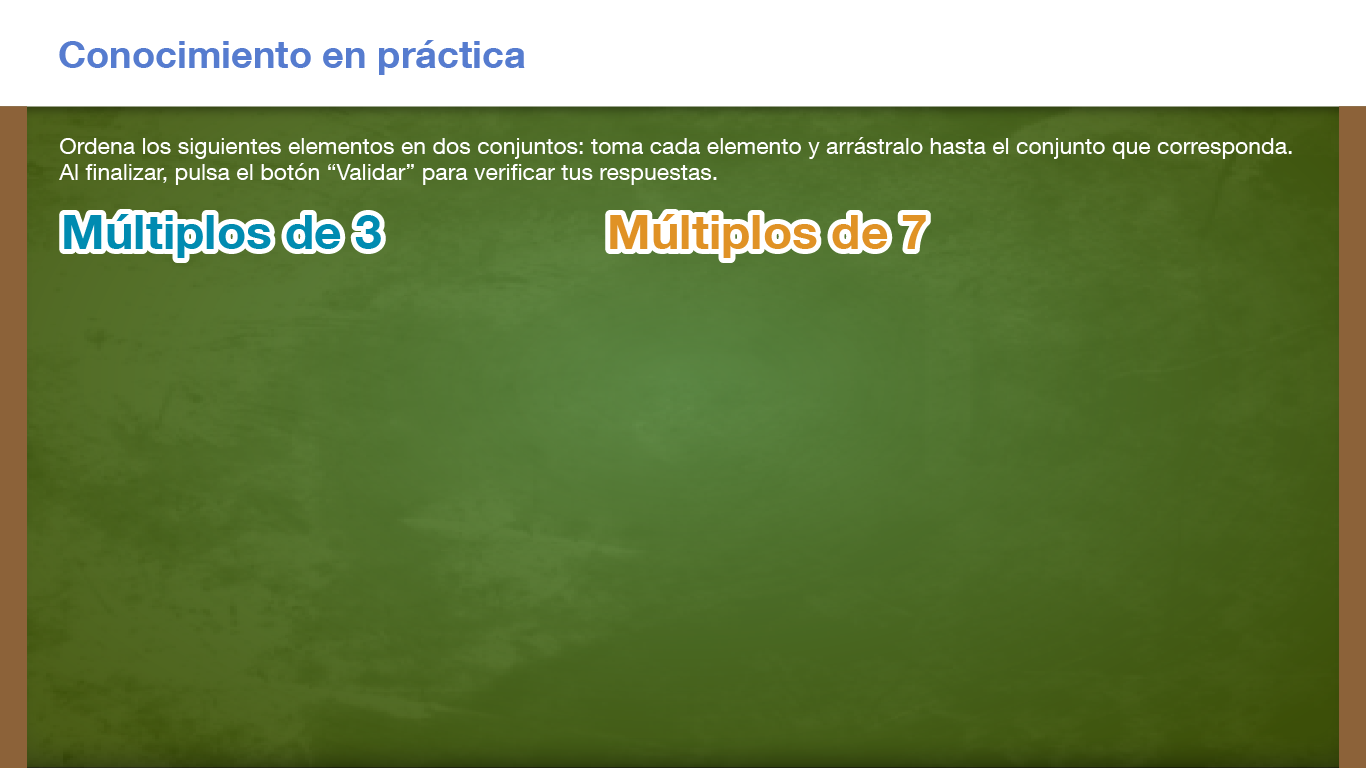 Conocimiento en práctica
Ordena los siguientes elementos en dos conjuntos: toma cada elemento y arrástralo hasta el conjunto que corresponda.
Al finalizar, pulsa el botón “Validar” para verificar tus respuestas.
Múltiplos de 3
Múltiplos de 7